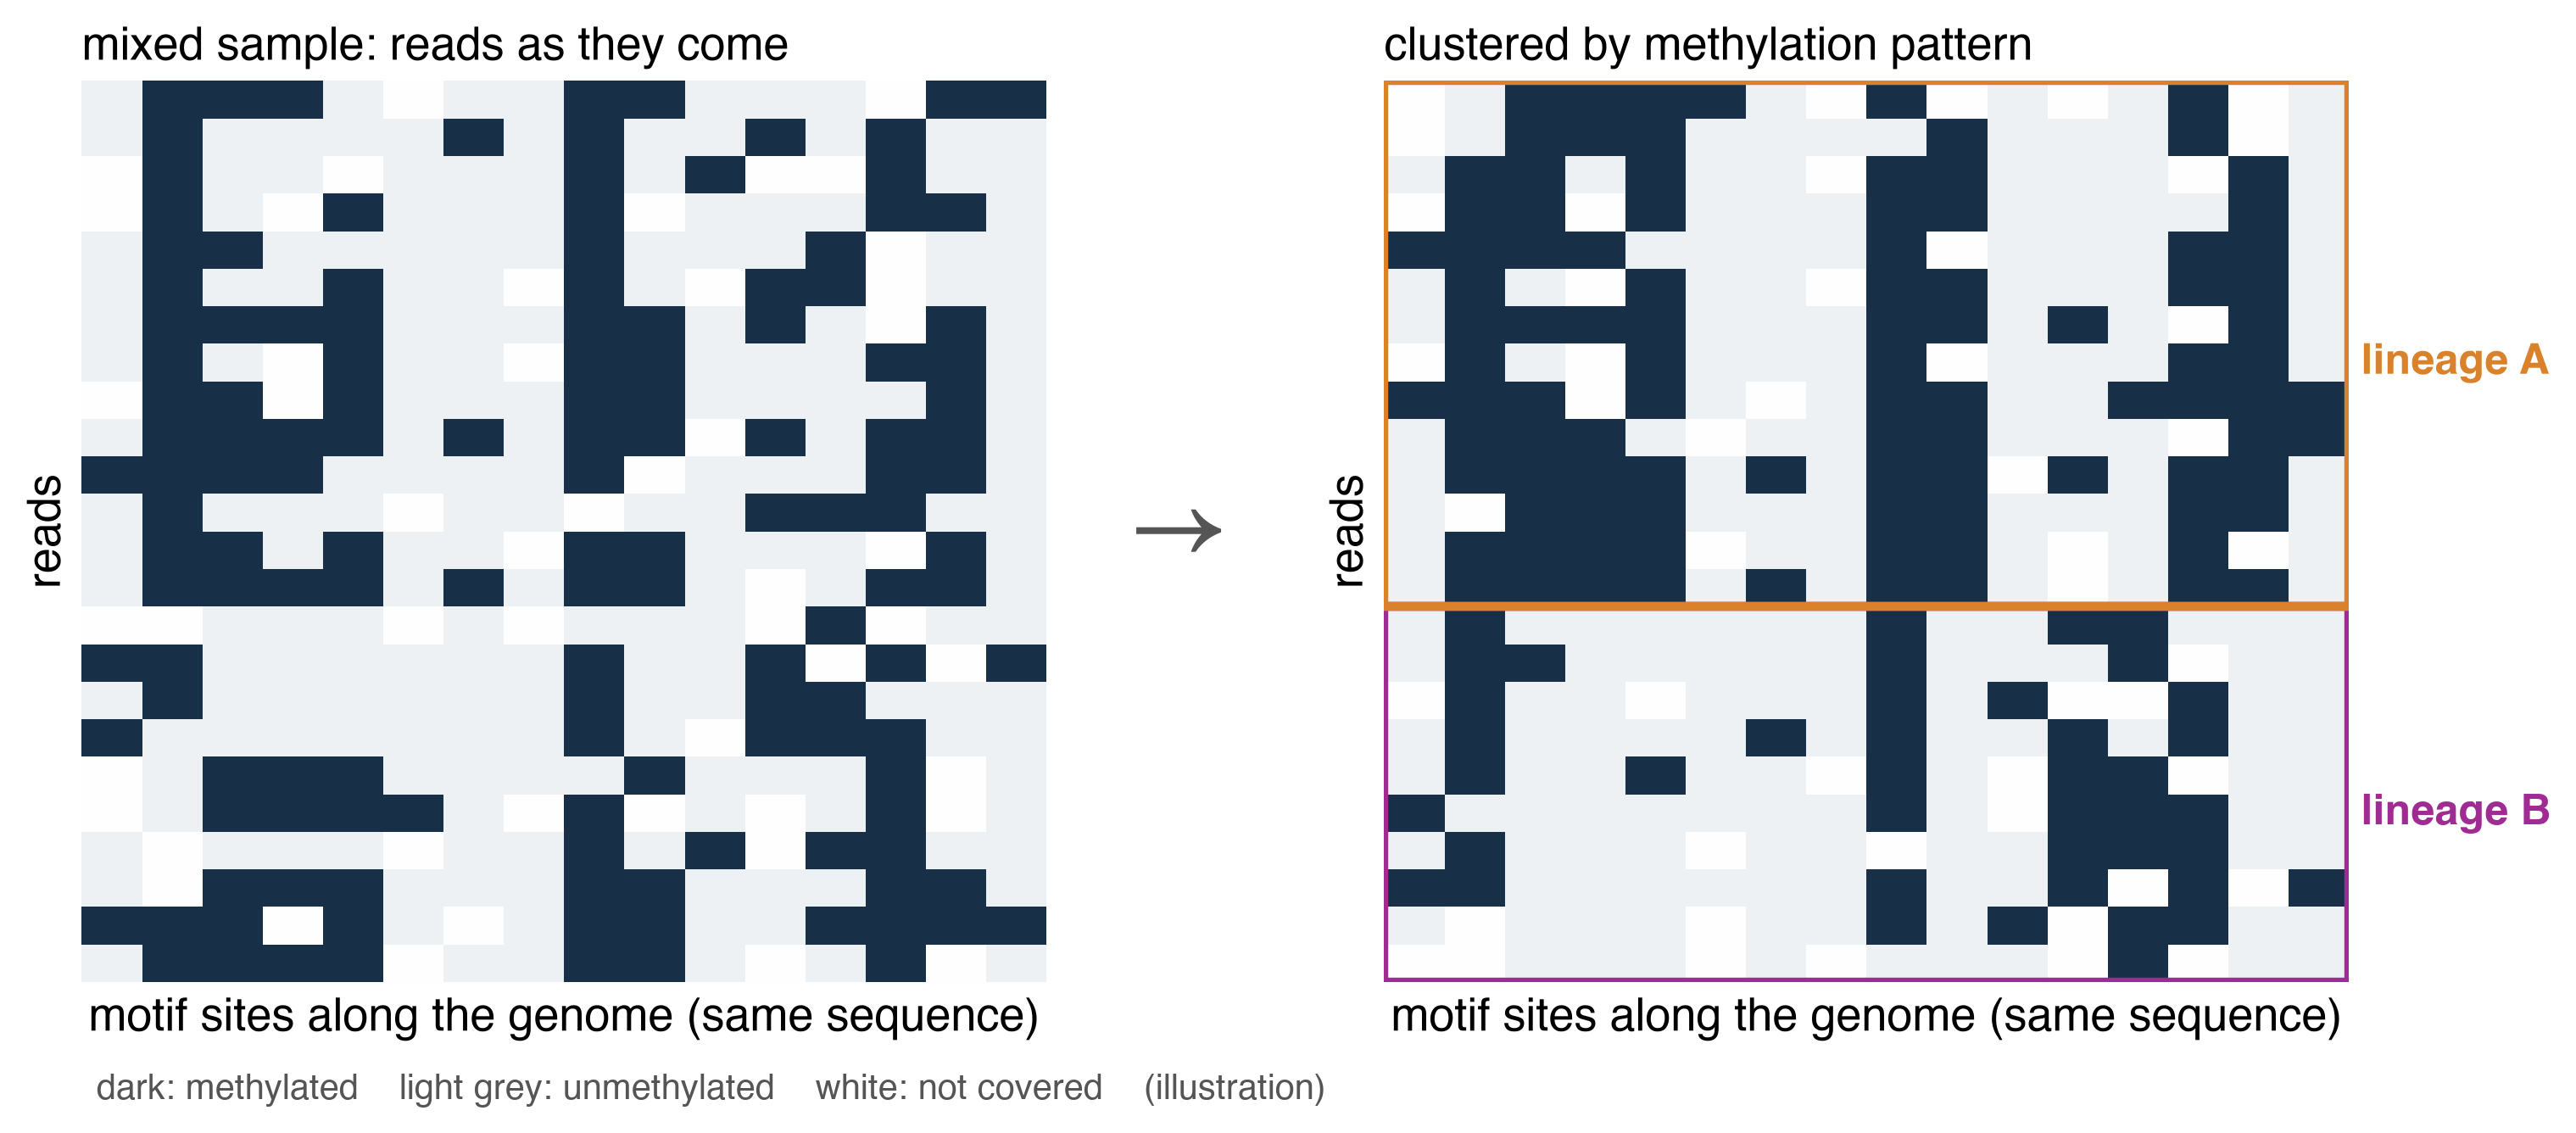 mixed sample: reads as they come
reads
motif sites along the genome (same sequence)
→
clustered by methylation pattern
reads
lineage A
lineage B
motif sites along the genome (same sequence)
dark: methylated light grey: unmethylated white: not covered (illustration)